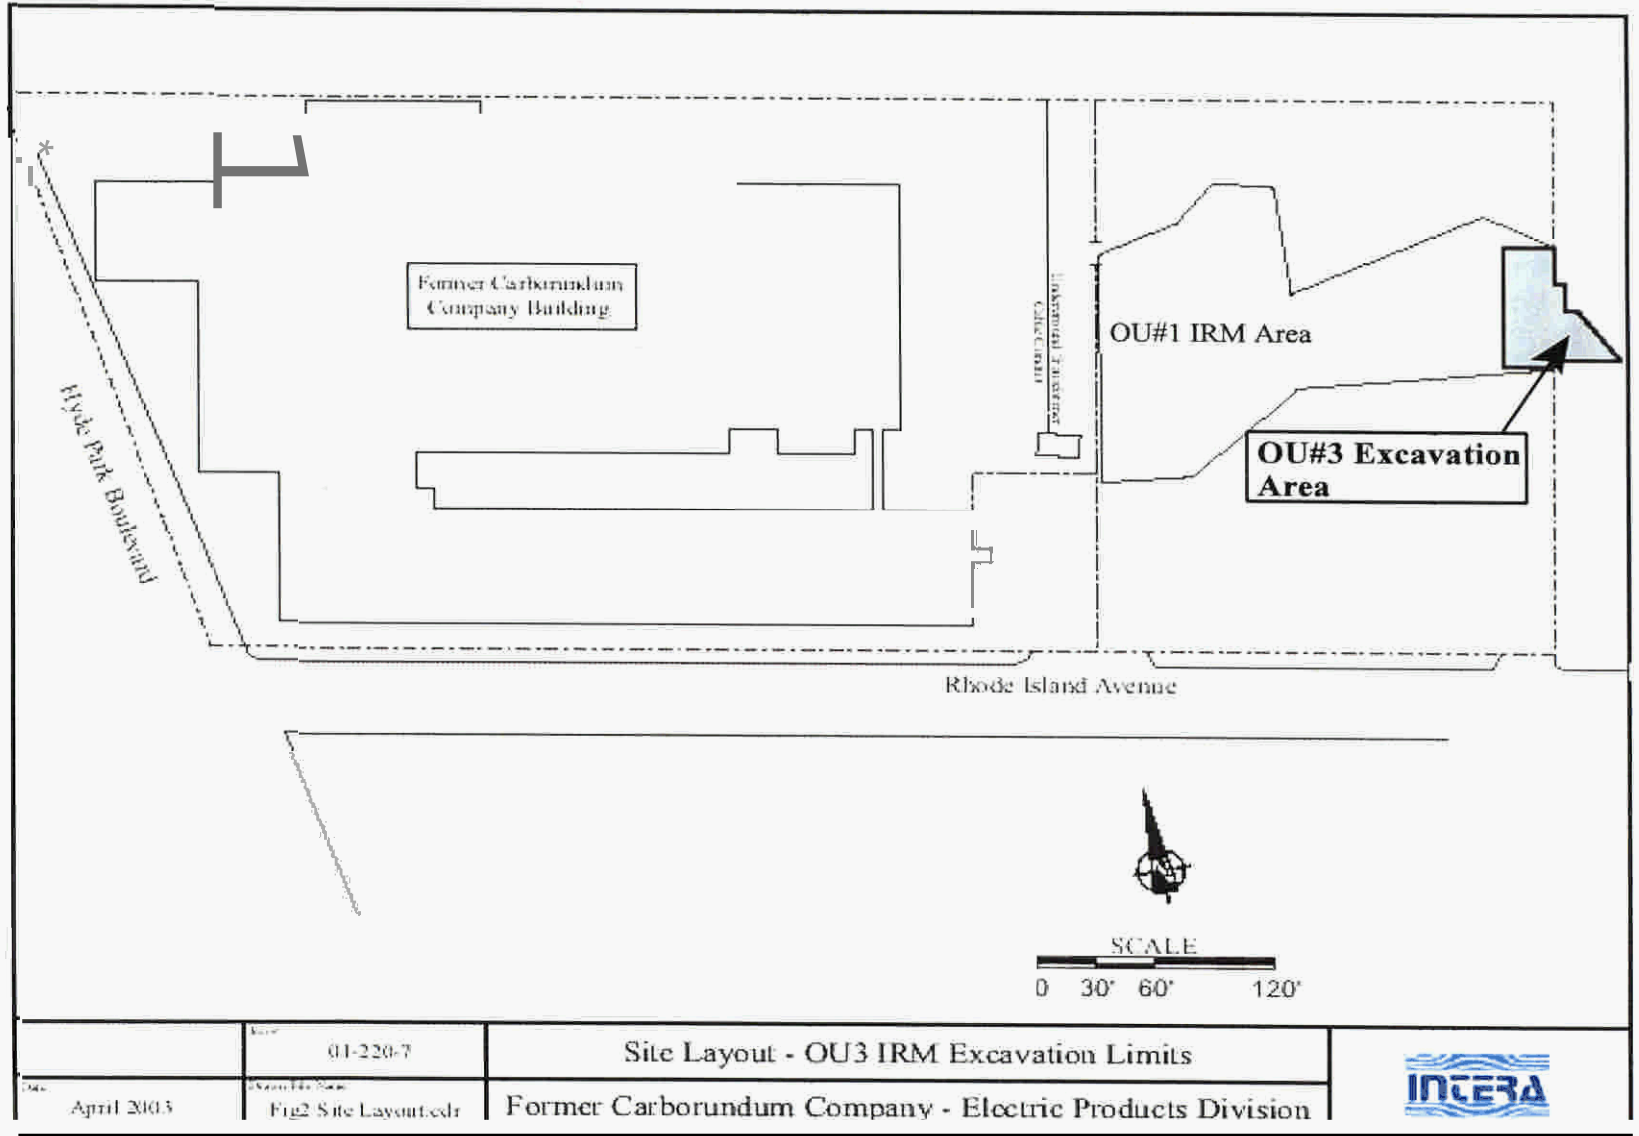 Former Carborundum
Company Building
OU#1 IRM Area
OU#3 Excavation
Area
Hyde Park Boulevard
Rhode Island Avenue
SCALE
0 30' 60' 120'
01-220-7
Site Layout - OU3 IRM Excavation Limits
INTERA
Date
April 2003
Fig2 Site Layout.cdr
Former Carborundum Company - Electric Products Division